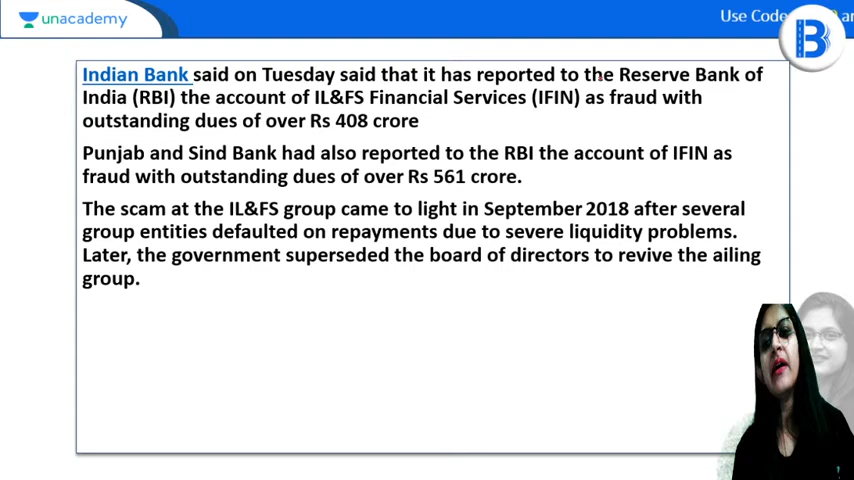 unacademy
Use Code
Indian Bank said on Tuesday said that it has reported to the Reserve Bank of
India (RBI) the account of IL&FS Financial Services (IFIN) as fraud with
outstanding dues of over Rs 408 crore
Punjab and Sind Bank had also reported to the RBI the account of IFIN as
fraud with outstanding dues of over Rs 561 crore.
The scam at the IL&FS group came to light in September 2018 after several
group entities defaulted on repayments due to severe liquidity problems.
Later, the government superseded the board of directors to revive the ailing
group.